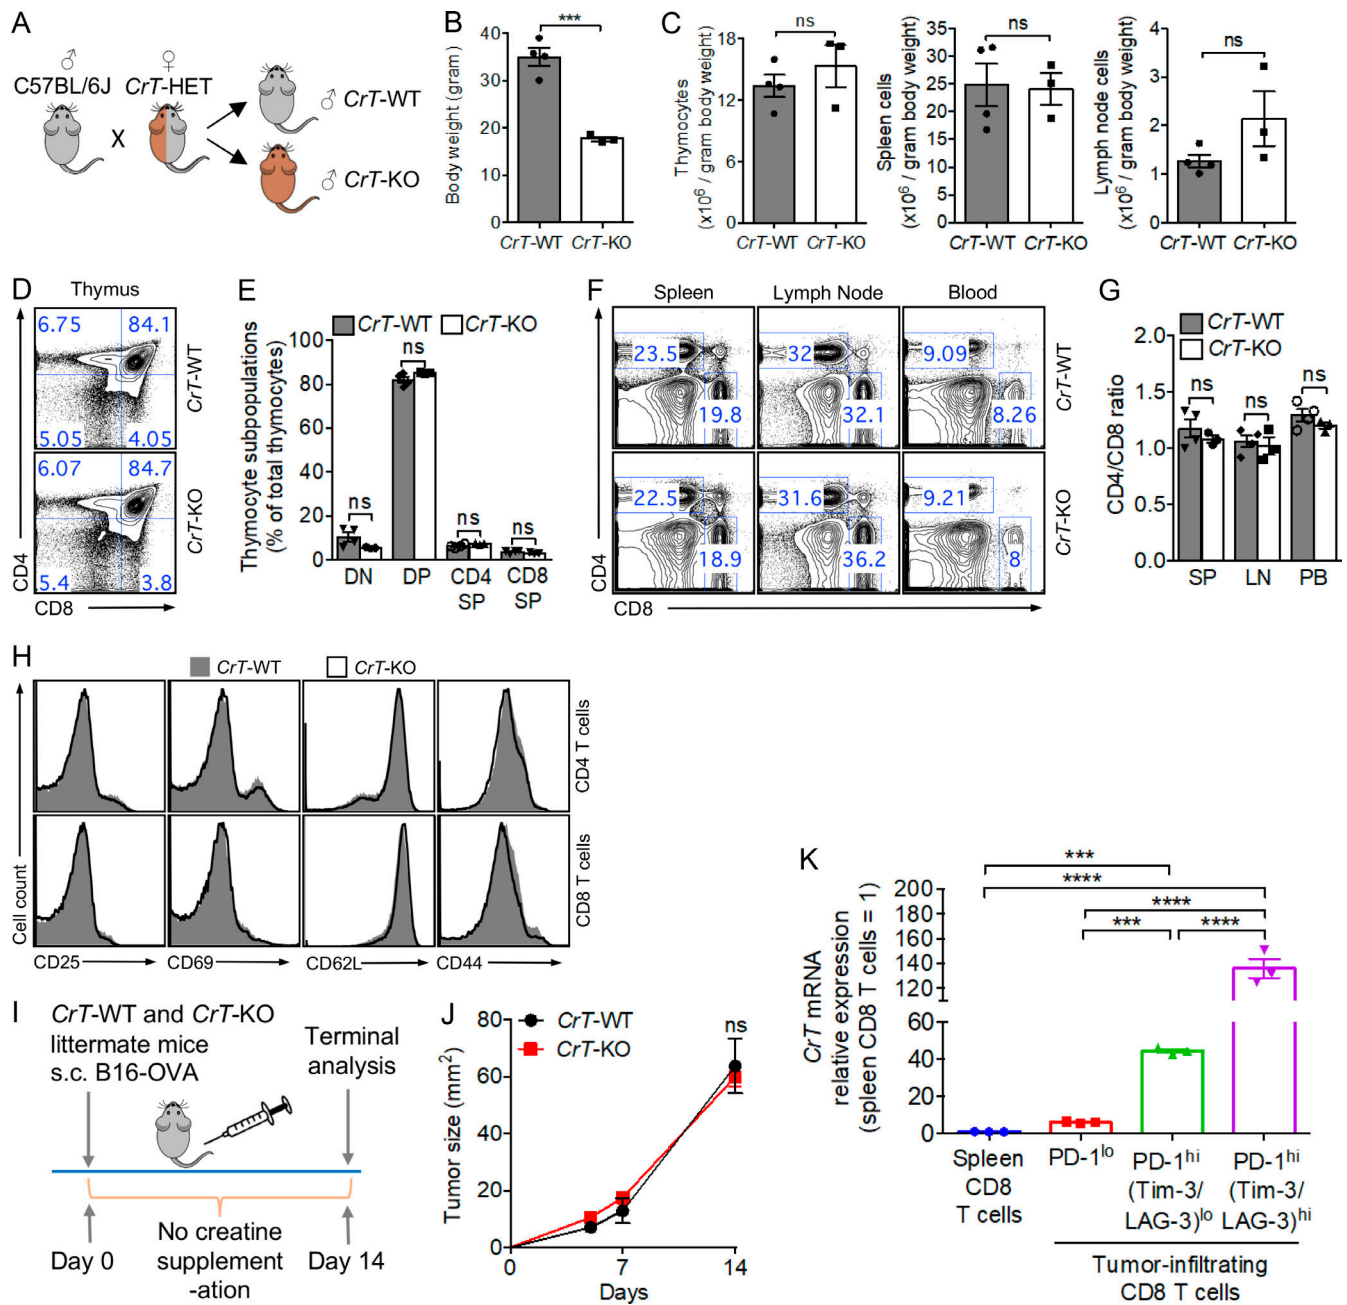 A
♂
C57BL/6J
♀
CrT-HET
X
♂ CrT-WT
♂ CrT-KO
B
Body weight (gram)
40
30
20
10
0
***
CrT-WT
CrT-KO
C
Thymocytes
(x10⁶ / gram body weight)
18
12
6
0
ns
CrT-WT
CrT-KO
Spleen cells
(x10⁶ / gram body weight)
35
30
25
20
15
10
5
0
ns
CrT-WT
CrT-KO
Lymph node cells
(x10⁶ / gram body weight)
4
3
2
1
0
ns
CrT-WT
CrT-KO
D
Thymus
6.75 84.1
5.05 4.05
CrT-WT
6.07 84.7
5.4 3.8
CrT-KO
CD4
CD8
E
Thymocyte subpopulations
(% of total thymocytes)
CrT-WT CrT-KO
100
80
60
40
20
0
ns
ns
ns
ns
DN DP CD4 CD8
SP SP
F
Spleen Lymph Node Blood
23.5 32 9.09
19.8 32.1 8.26
CrT-WT
22.5 31.6 9.21
18.9 36.2 8
CrT-KO
CD4
CD8
G
CD4/CD8 ratio
2.0
1.5
1.0
0.5
0.0
CrT-WT
CrT-KO
ns
ns
ns
SP LN PB
H
CrT-WT CrT-KO
CD4 T cells
CD8 T cells
Cell count
CD25 CD69 CD62L CD44
I
CrT-WT and CrT-KO
littermate mice
s.c. B16-OVA
Terminal
analysis
Day 0
No creatine
supplement
-ation
Day 14
J
Tumor size (mm²)
80
60
40
20
0
CrT-WT
CrT-KO
ns
0 7 14
Days
K
CrT mRNA
relative expression
(spleen CD8 T cells = 1)
200
180
160
140
120
60
40
20
0
***
****
****
*** ****
Spleen
CD8
T cells
PD-1ˡᵒ
PD-1ʰⁱ
(Tim-3/
LAG-3)ˡᵒ
PD-1ʰⁱ
(Tim-3/
LAG-3)ʰⁱ
Tumor-infiltrating
CD8 T cells